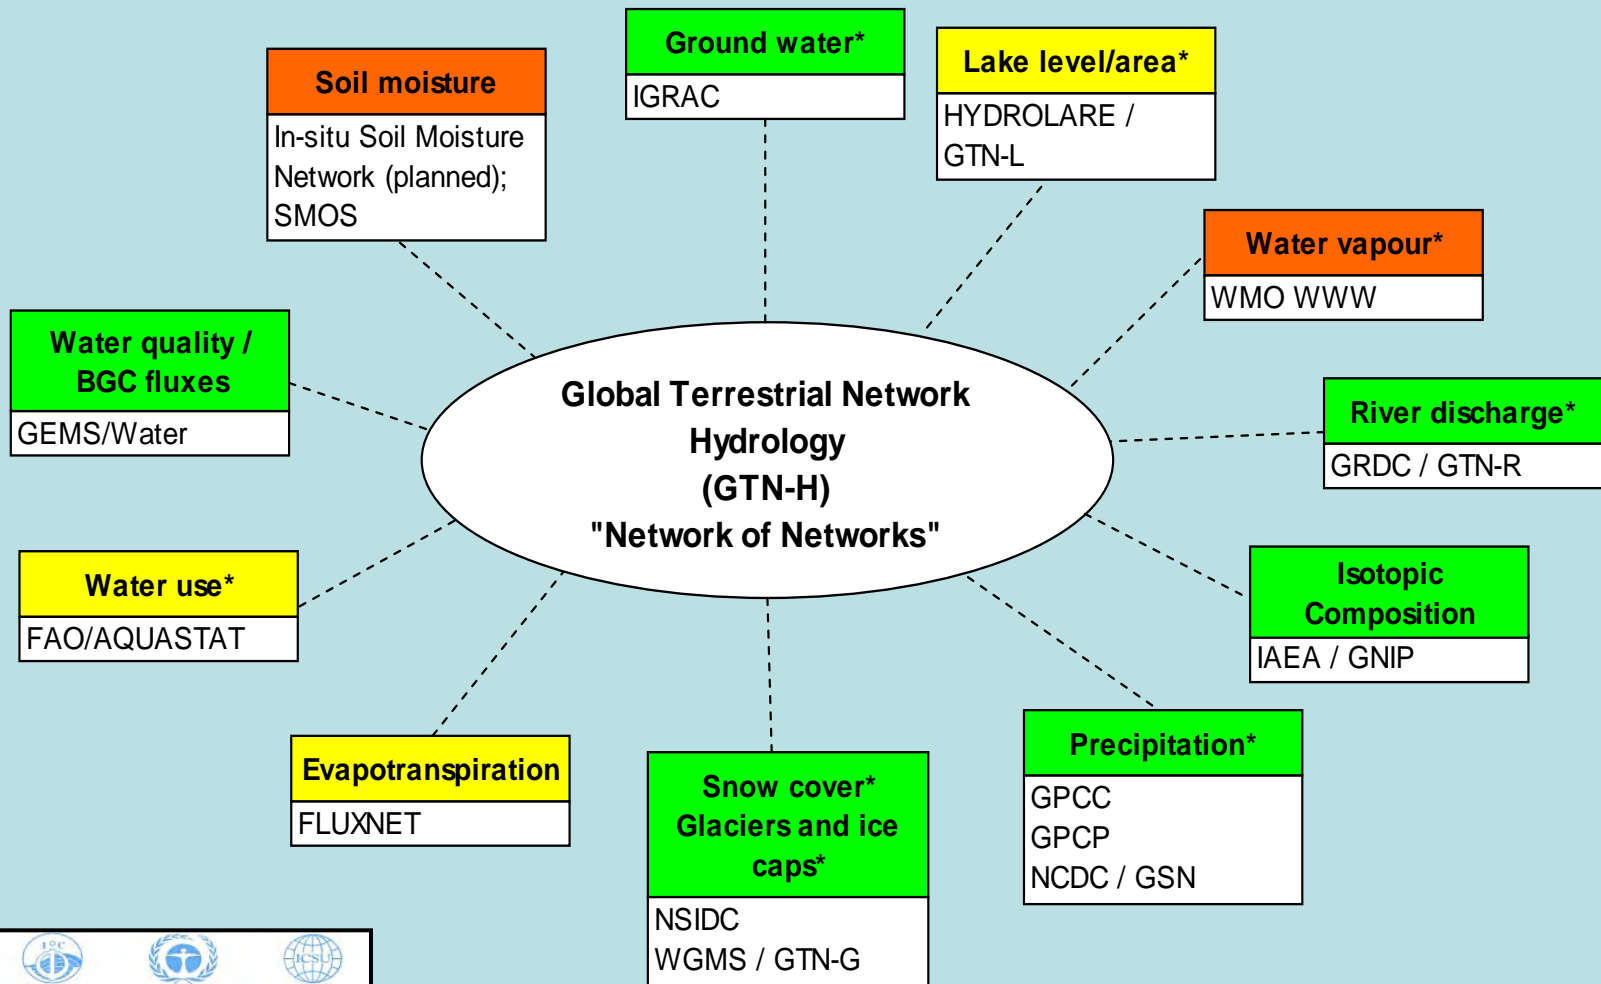 Ground water*
IGRAC
Lake level/area*
HYDROLARE /
GTN-L
Soil moisture
In-situ Soil Moisture
Network (planned);
SMOS
Water vapour*
WMO WWW
Water quality /
BGC fluxes
GEMS/Water
Global Terrestrial Network
Hydrology
(GTN-H)
"Network of Networks"
River discharge*
GRDC / GTN-R
Water use*
FAO/AQUASTAT
Isotopic
Composition
IAEA / GNIP
Evapotranspiration
FLUXNET
Snow cover*
Glaciers and ice
caps*
NSIDC
WGMS / GTN-G
Precipitation*
GPCC
GPCP
NCDC / GSN
IOC
ICSU